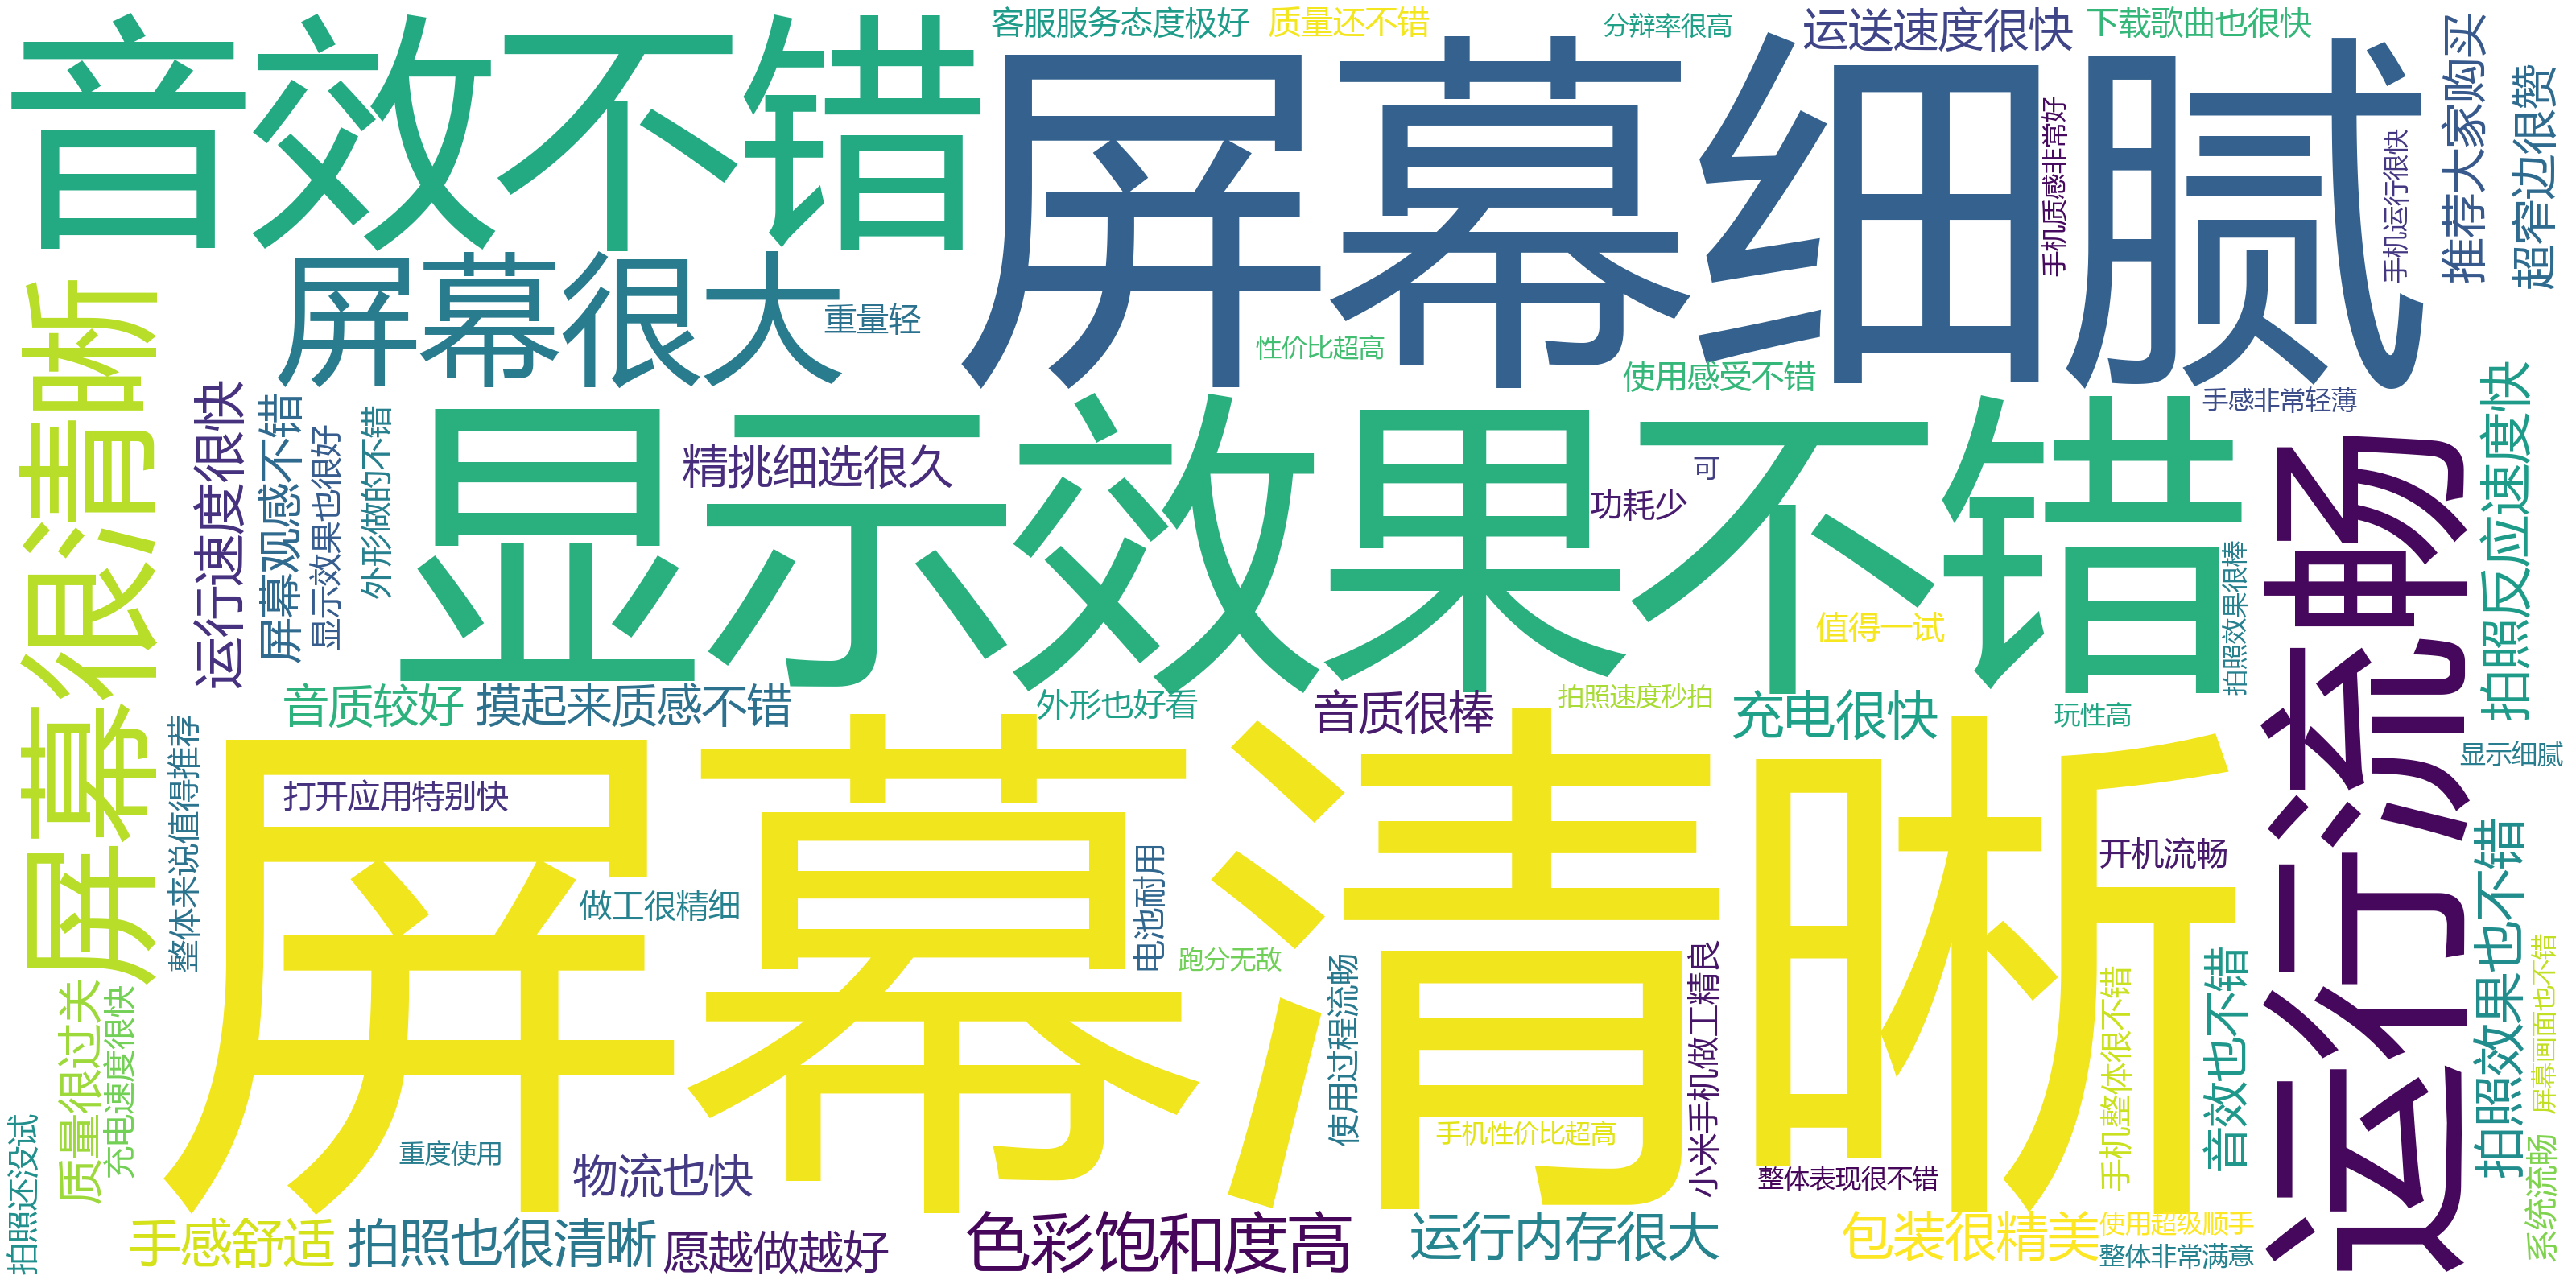 音效不错
客服服务态度极好
质量还不错
分辩率很高
运送速度很快
下载歌曲也很快
屏幕细腻
手机质感非常好
手机运行很快
推荐大家购买
超窄边很赞
屏幕很大
重量轻
性价比超高
使用感受不错
手感非常轻薄
屏幕很清晰
运行速度很快
屏幕观感不错
显示效果也很好
外形做的不错
显示效果不错
精挑细选很久
可
功耗少
值得一试
拍照效果很棒
运行流畅
拍照反应速度快
音质较好
摸起来质感不错
外形也好看
音质很棒
拍照速度秒拍
充电很快
玩性高
显示细腻
整体来说值得推荐
屏幕清晰
打开应用特别快
做工很精细
电池耐用
跑分无敌
使用过程流畅
小米手机做工精良
开机流畅
手机整体很不错
音效也不错
拍照效果也不错
屏幕画面也不错
质量很过关
充电速度很快
拍照还没试
重度使用
物流也快
手机性价比超高
整体表现很不错
系统流畅
手感舒适
拍照也很清晰
愿越做越好
色彩饱和度高
运行内存很大
包装很精美
使用超级顺手
整体非常满意